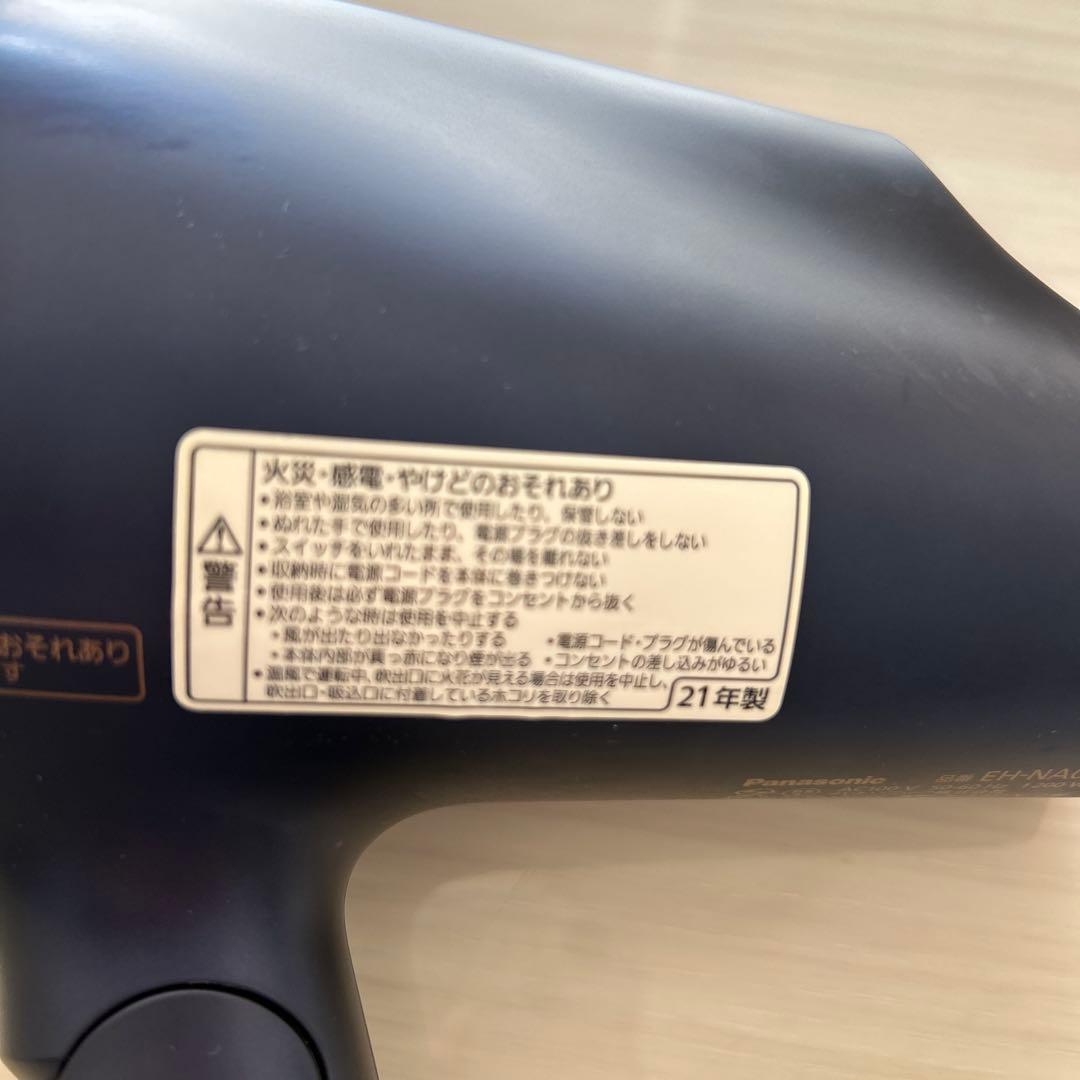 火災・感電・やけどのおそれあり
•浴室や湿気の多い所で使用したり、保管しない
•ぬれた手で使用したり、電源プラグの抜き差しをしない
•スイッチをいれたまま、その場を離れない
•収納時に電源コードを本体に巻きつけない
•使用後は必ず電源プラグをコンセントから抜く
•次のような時は使用を中止する
•風が出たり出なかったりする •電源コード・プラグが傷んでいる
•本体内部が真っ赤になり煙が出る •コンセントの差し込みがゆるい
•温風で運転中、吹出口に火花が見える場合は使用を中止し、
吹出口・吸込口に付着しているホコリを取り除く
警告
21年製
おそれあり
す
Panasonic 品番 EH-NA0
AC100 V 50-60 Hz 1200 W